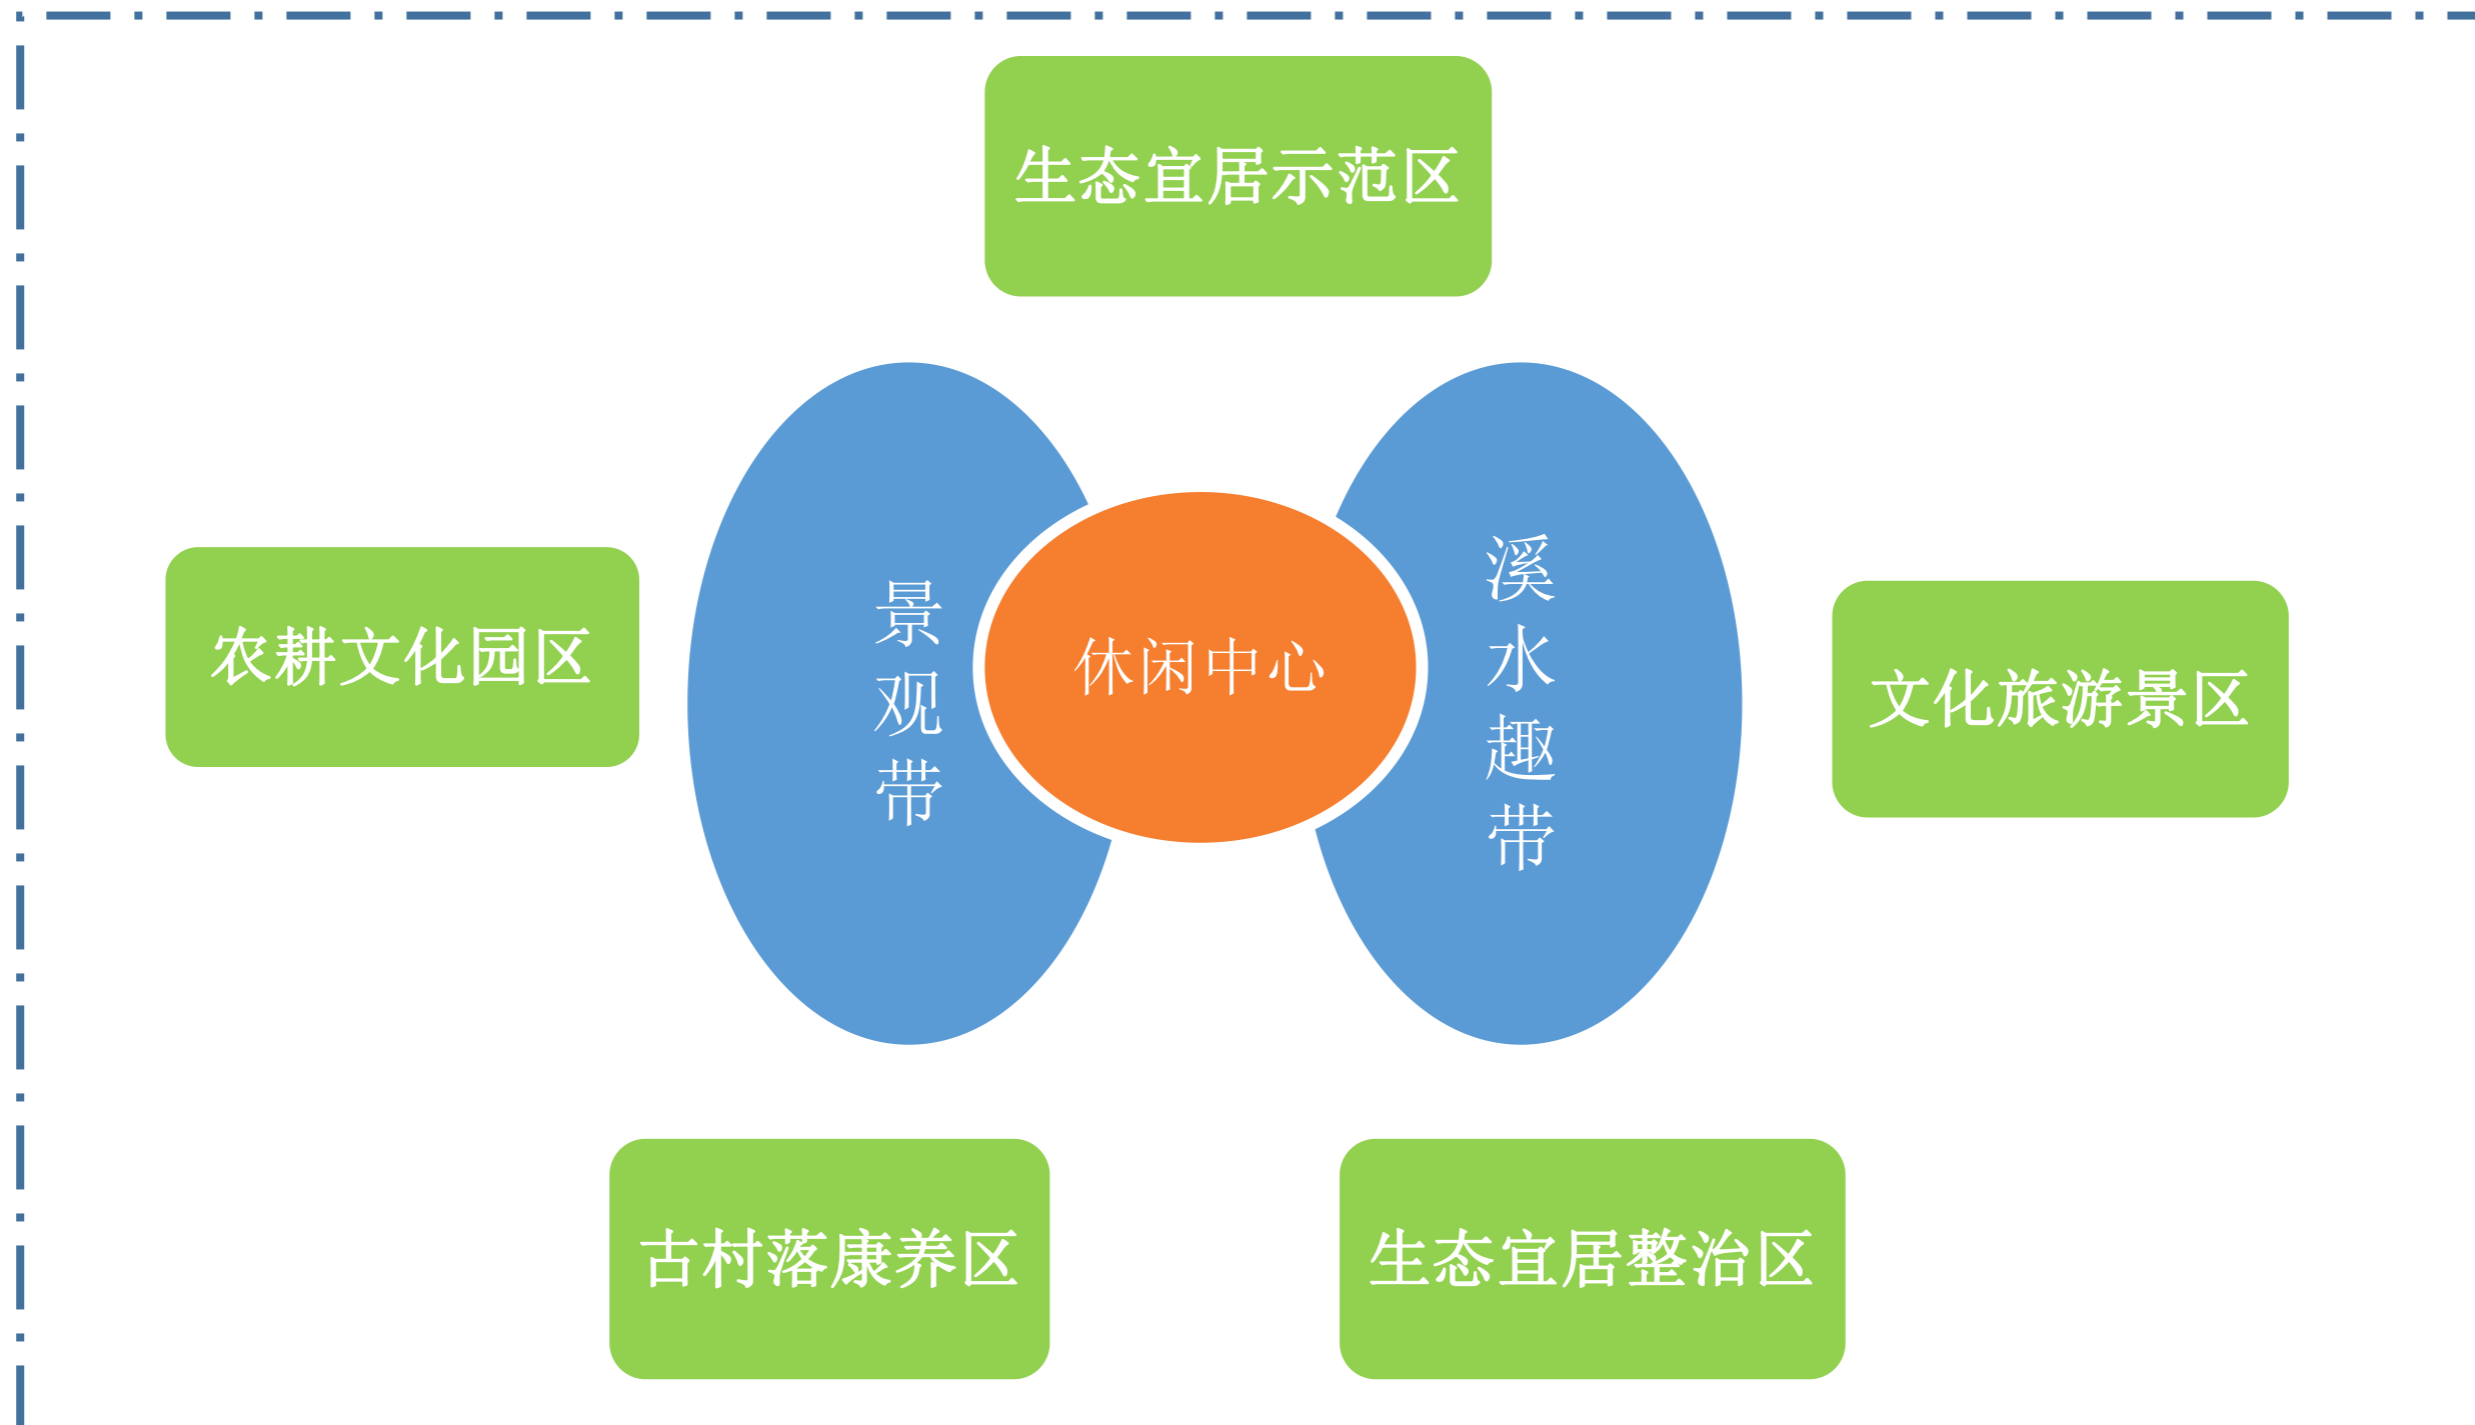 生态宜居示范区
农耕文化园区
景观带
休闲中心
溪水趣带
文化旅游景区
古村落康养区
生态宜居整治区